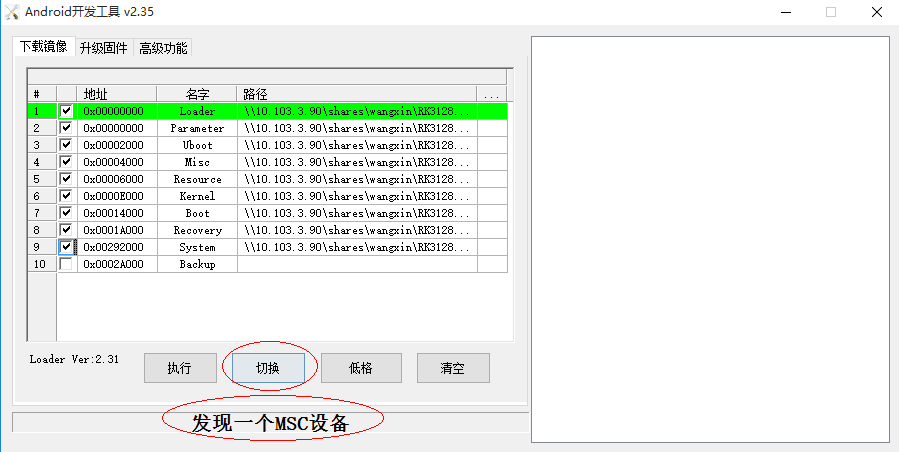 Android开发工具 v2.35
下载镜像 升级固件 高级功能
# 地址 名字 路径 ...
1 0x00000000 Loader \\10.103.3.90\shares\wangxin\RK3128...
2 0x00000000 Parameter \\10.103.3.90\shares\wangxin\RK3128...
3 0x00002000 Uboot \\10.103.3.90\shares\wangxin\RK3128...
4 0x00004000 Misc \\10.103.3.90\shares\wangxin\RK3128...
5 0x00006000 Resource \\10.103.3.90\shares\wangxin\RK3128...
6 0x0000E000 Kernel \\10.103.3.90\shares\wangxin\RK3128...
7 0x00014000 Boot \\10.103.3.90\shares\wangxin\RK3128...
8 0x0001A000 Recovery \\10.103.3.90\shares\wangxin\RK3128...
9 0x00292000 System \\10.103.3.90\shares\wangxin\RK3128...
10 0x0002A000 Backup
Loader Ver:2.31 执行 切换 低格 清空
发现一个MSC设备